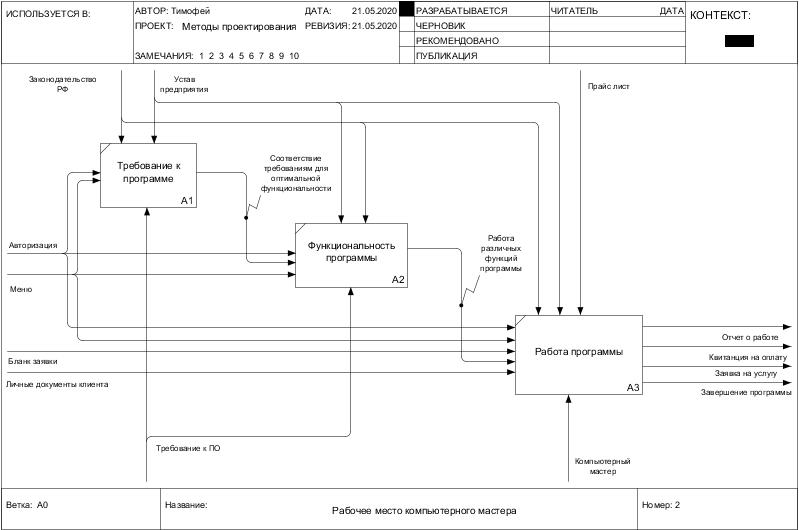 ИСПОЛЬЗУЕТСЯ В:
АВТОР: Тимофей
ДАТА: 21.05.2020
ПРОЕКТ: Методы проектирования
РЕВИЗИЯ: 21.05.2020
ЗАМЕЧАНИЯ: 1 2 3 4 5 6 7 8 9 10
РАЗРАБАТЫВАЕТСЯ
ЧЕРНОВИК
РЕКОМЕНДОВАНО
ПУБЛИКАЦИЯ
ЧИТАТЕЛЬ ДАТА
КОНТЕКСТ:
Законодательство
РФ
Устав
предприятия
Прайс лист
Требование к
программе
A1
Соответствие
требованиям для
оптимальной
функциональности
Авторизация
Меню
Функциональность
программы
A2
Работа
различных
функций
программы
Бланк заявки
Личные документы клиента
Работа программы
A3
Отчет о работе
Квитанция на оплату
Заявка на услугу
Завершение программы
Требование к ПО
Компьютерный
мастер
Ветка: A0
Название:
Рабочее место компьютерного мастера
Номер: 2